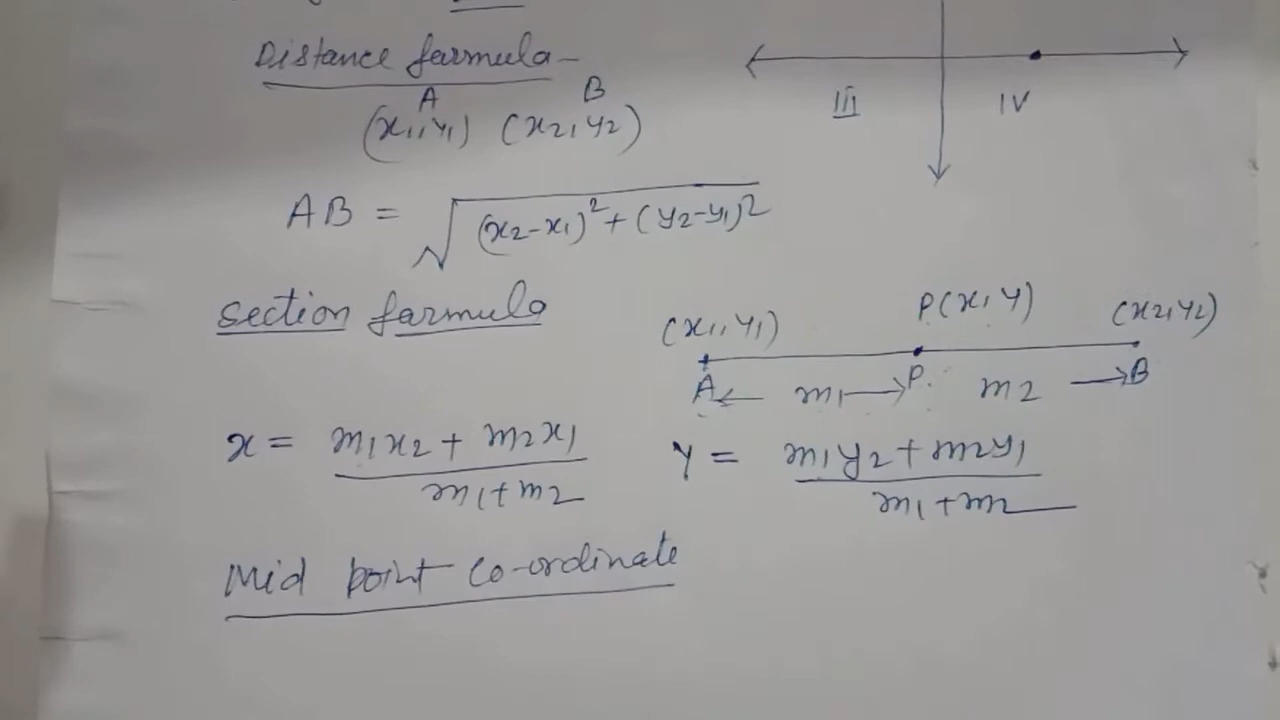 Distance formula -
A B
(x1, y1) (x2, y2)
III IV
AB = √(x2-x1)² + (y2-y1)2
Section formula
(x1, y1) P(x, y) (x2, y2)
A ← m1 → P. m2 → B
x = m1x2 + m2x1 / m1+m2
y = m1y2 + m2y1 / m1+m2
Mid point Co-ordinate